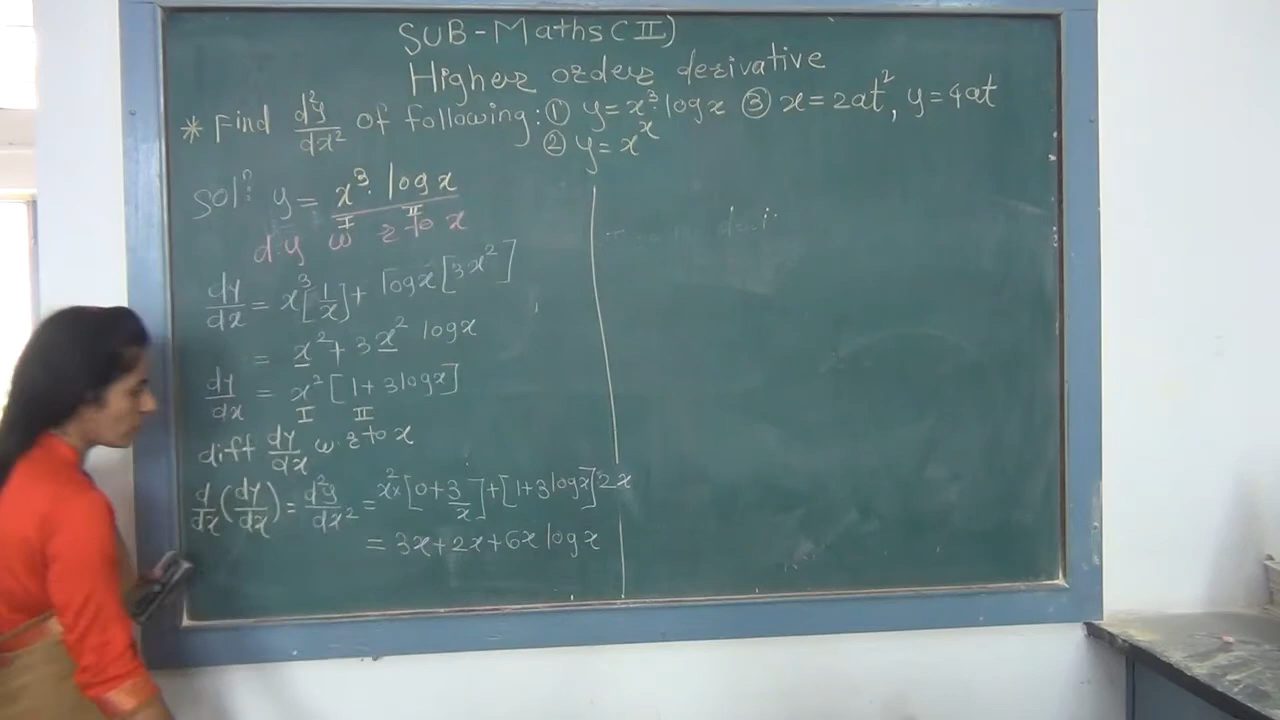 SUB-Maths(II)
Higher order derivative
* Find d²y/dx² of following: ① y = x³ log x ③ x = 2at², y = 4at
② y = x^x
Solⁿ: y = x³. log x
I II
d.y w r to x
dy/dx = x³[1/x] + log x [3x²]
= x² + 3x² log x
dy/dx = x² [1 + 3 log x]
I II
diff dy/dx w.r to x
d/dx (dy/dx) = d²y/dx² = x² × [0 + 3/x] + [1 + 3 log x] 2x
= 3x + 2x + 6x log x